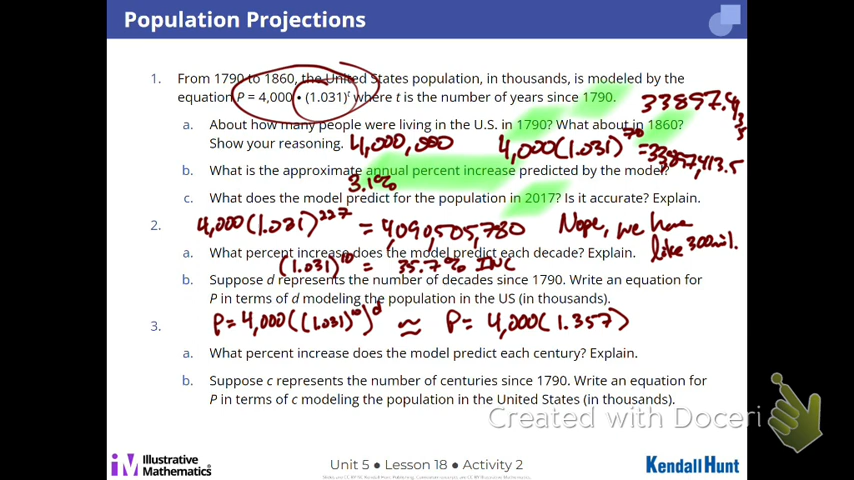 Population Projections
1. From 1790 to 1860, the United States population, in thousands, is modeled by the
equation P = 4,000 • (1.031)^t where t is the number of years since 1790.
33897.4135
a. About how many people were living in the U.S. in 1790? What about in 1860?
Show your reasoning. 4,000,000 4,000(1.031)^70 = 33897,413.5
b. What is the approximate annual percent increase predicted by the model?
3.1%
c. What does the model predict for the population in 2017? Is it accurate? Explain.
2. 4,000(1.031)^227 = 4,090,505,780 Nope, we have
like 300mil.
a. What percent increase does the model predict each decade? Explain.
(1.031)^10 = 35.7% INC
b. Suppose d represents the number of decades since 1790. Write an equation for
P in terms of d modeling the population in the US (in thousands).
3. P = 4,000((1.031)^10)^d ≈ P = 4,000(1.357)
a. What percent increase does the model predict each century? Explain.
b. Suppose c represents the number of centuries since 1790. Write an equation for
P in terms of c modeling the population in the United States (in thousands).
Created with Doceri
IM Illustrative
Mathematics®
Unit 5 ● Lesson 18 ● Activity 2
Kendall Hunt